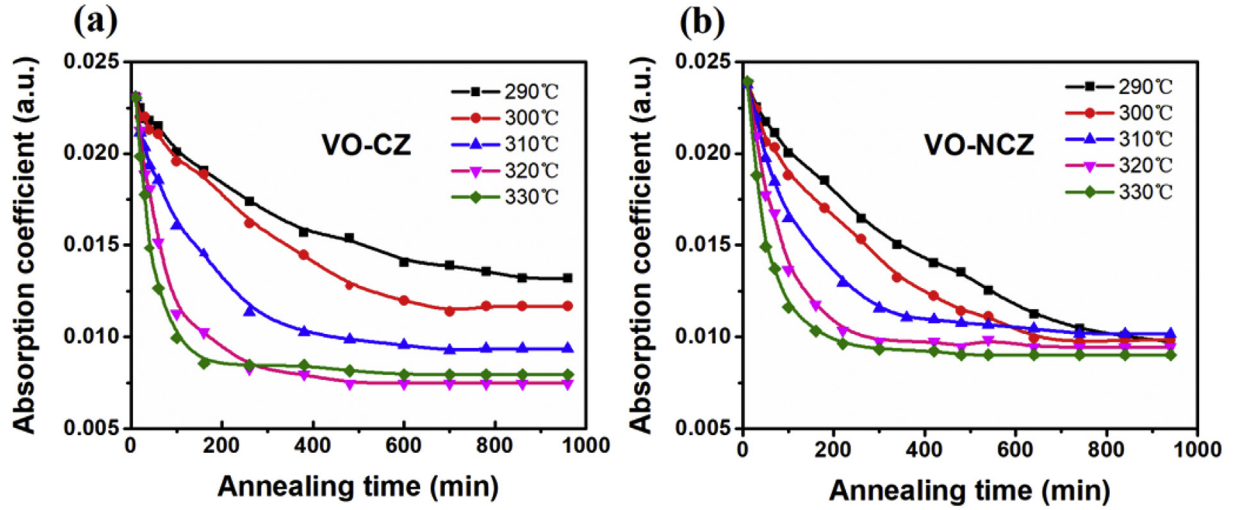 (a)
0.025
0.020
0.015
0.010
0.005
Absorption coefficient (a.u.)
290℃
300℃
310℃
320℃
330℃
VO-CZ
0 200 400 600 800 1000
Annealing time (min)
(b)
0.025
0.020
0.015
0.010
0.005
Absorption coefficient (a.u.)
290℃
300℃
310℃
320℃
330℃
VO-NCZ
0 200 400 600 800 1000
Annealing time (min)